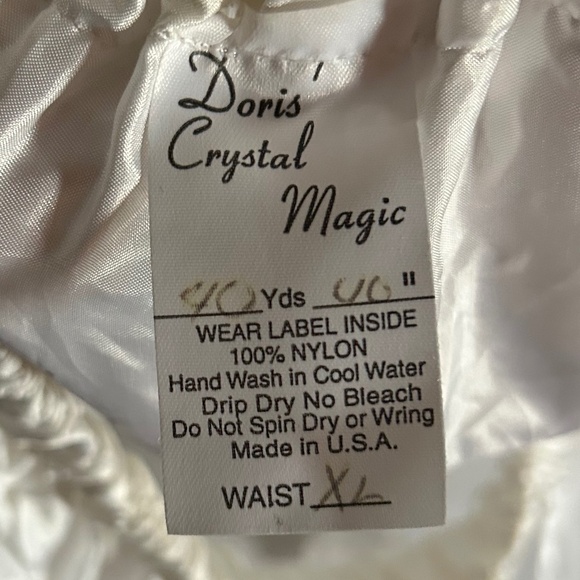 Doris'
Crystal
Magic
40 Yds "
WEAR LABEL INSIDE
100% NYLON
Hand Wash in Cool Water
Drip Dry No Bleach
Do Not Spin Dry or Wring
Made in U.S.A.
WAIST XL